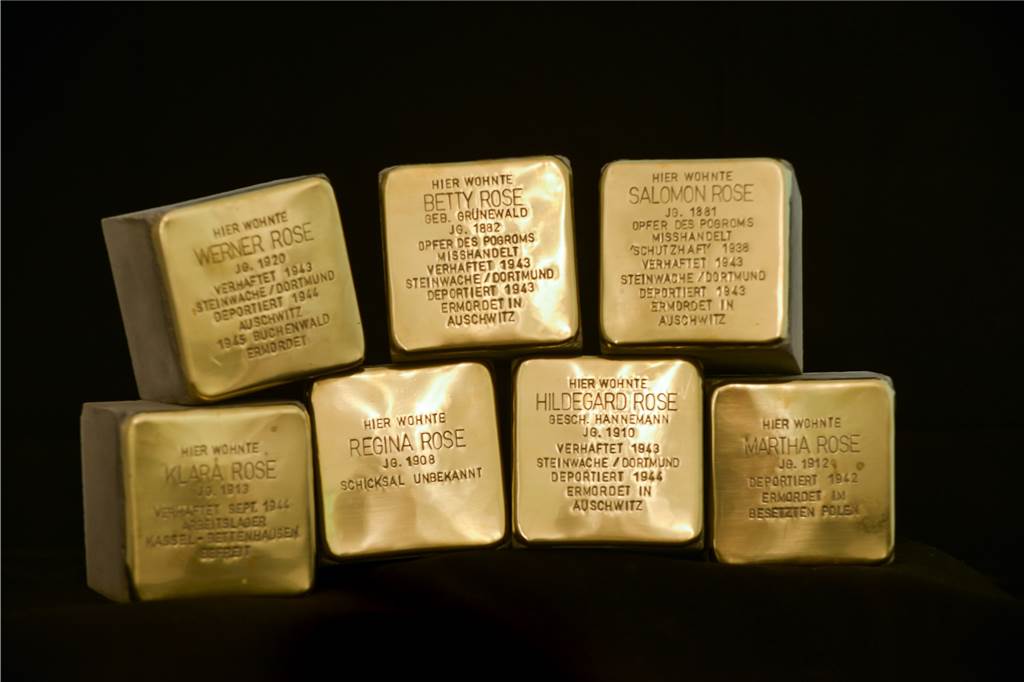 HIER WOHNTE
WERNER ROSE
JG. 1920
VERHAFTET 1943
STEINWACHE/DORTMUND
DEPORTIERT 1944
AUSCHWITZ
1945 BUCHENWALD
ERMORDET
HIER WOHNTE
BETTY ROSE
GEB. GRÜNEWALD
JG. 1882
OPFER DES POGROMS
MISSHANDELT
VERHAFTET 1943
STEINWACHE/DORTMUND
DEPORTIERT 1943
ERMORDET IN
AUSCHWITZ
HIER WOHNTE
SALOMON ROSE
JG. 1881
OPFER DES POGROMS
MISSHANDELT
'SCHUTZHAFT' 1938
VERHAFTET 1943
STEINWACHE/DORTMUND
DEPORTIERT 1943
ERMORDET IN
AUSCHWITZ
HIER WOHNTE
KLARA ROSE
JG. 1913
VERHAFTET SEPT. 1944
ARBEITSLAGER
KASSEL-BETTENHAUSEN
BEFREIT
HIER WOHNTE
REGINA ROSE
JG. 1908
SCHICKSAL UNBEKANNT
HIER WOHNTE
HILDEGARD ROSE
GESCH. HANNEMANN
JG. 1910
VERHAFTET 1943
STEINWACHE/DORTMUND
DEPORTIERT 1944
ERMORDET IN
AUSCHWITZ
HIER WOHNTE
MARTHA ROSE
JG. 1912
DEPORTIERT 1942
ERMORDET IM
BESETZTEN POLEN